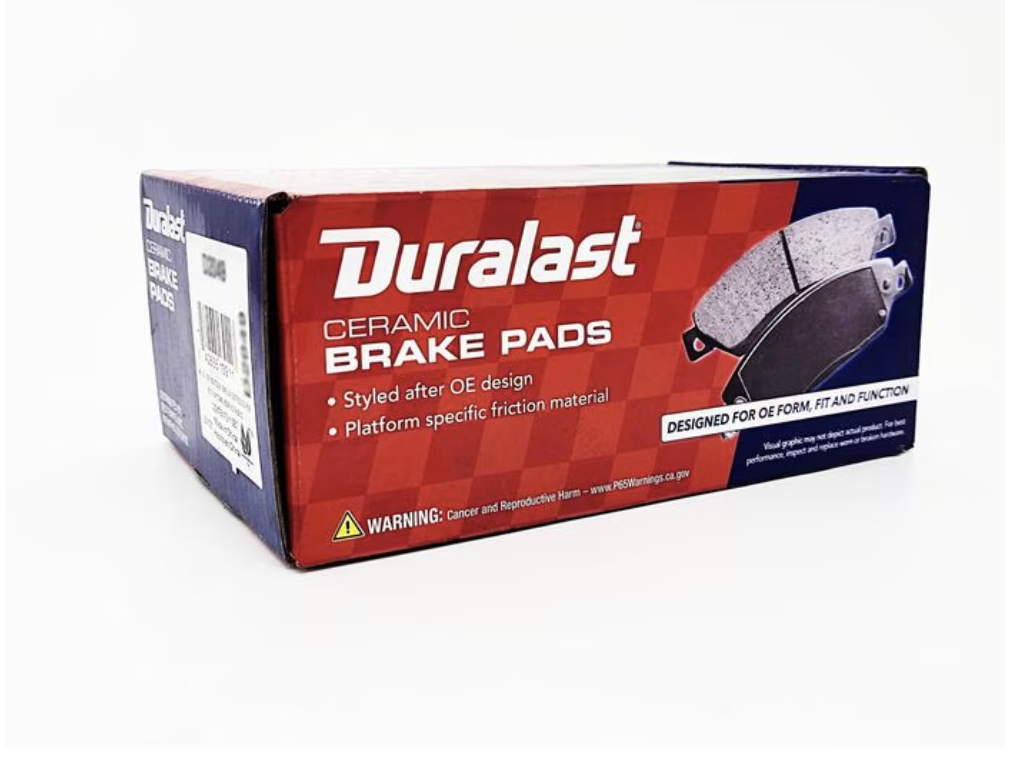 Duralast
CERAMIC
BRAKE PADS
• Styled after OE design
• Platform specific friction material
DESIGNED FOR OE FORM, FIT AND FUNCTION
Visual graphic may not depict actual product. For best
performance, inspect and replace worn or broken hardware.
WARNING: Cancer and Reproductive Harm – www.P65Warnings.ca.gov
Duralast
CERAMIC
BRAKE
PADS